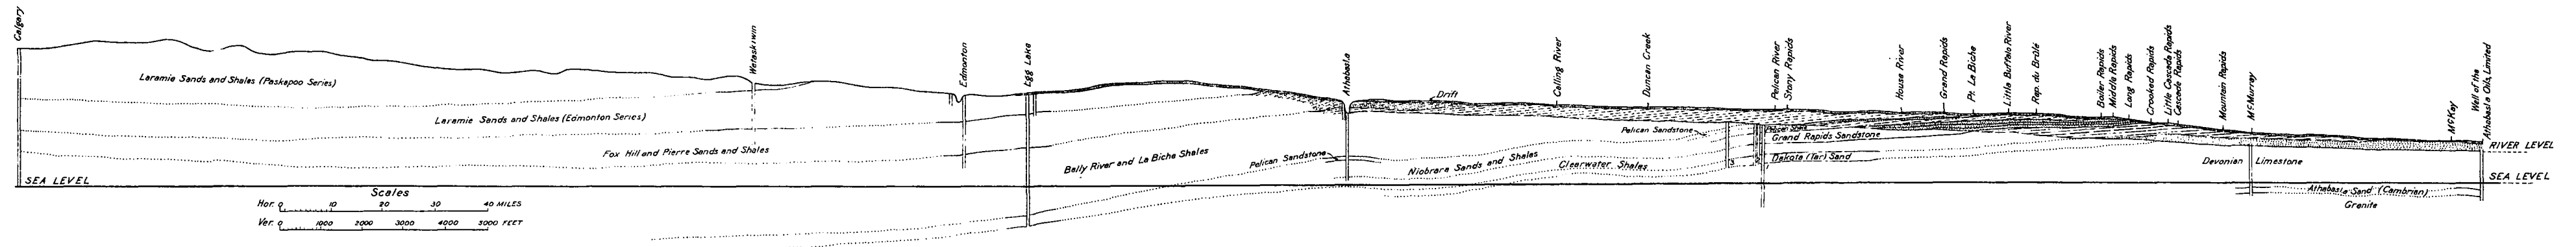 Calgary
Wetaskiwin
Edmonton
Egg Lake
Athabaska
Calling River
Duncan Creek
Pelican River
Stony Rapids
House River
Grand Rapids
Pt. La Biche
Little Buffalo River
Rap. du Brûlé
Boiler Rapids
Middle Rapids
Long Rapids
Crooked Rapids
Little Cascade Rapids
Cascade Rapids
Mountain Rapids
McMurray
McKay
Well of the
Athabasca Oils, Limited
Laramie Sands and Shales (Paskapoo Series)
Laramie Sands and Shales (Edmonton Series)
Fox Hill and Pierre Sands and Shales
Belly River and La Biche Shales
Drift
Pelican Sandstone
Pelican Sandstone
Niobrara Sands and Shales
Clearwater Shales
Grand Rapids Sandstone
Dakota (Tar) Sand
Devonian Limestone
Athabasca Sand (Cambrian)
Granite
RIVER LEVEL
SEA LEVEL
SEA LEVEL
Scales
Hor. 0 10 20 30 40 MILES
Ver. 0 1000 2000 3000 4000 5000 FEET